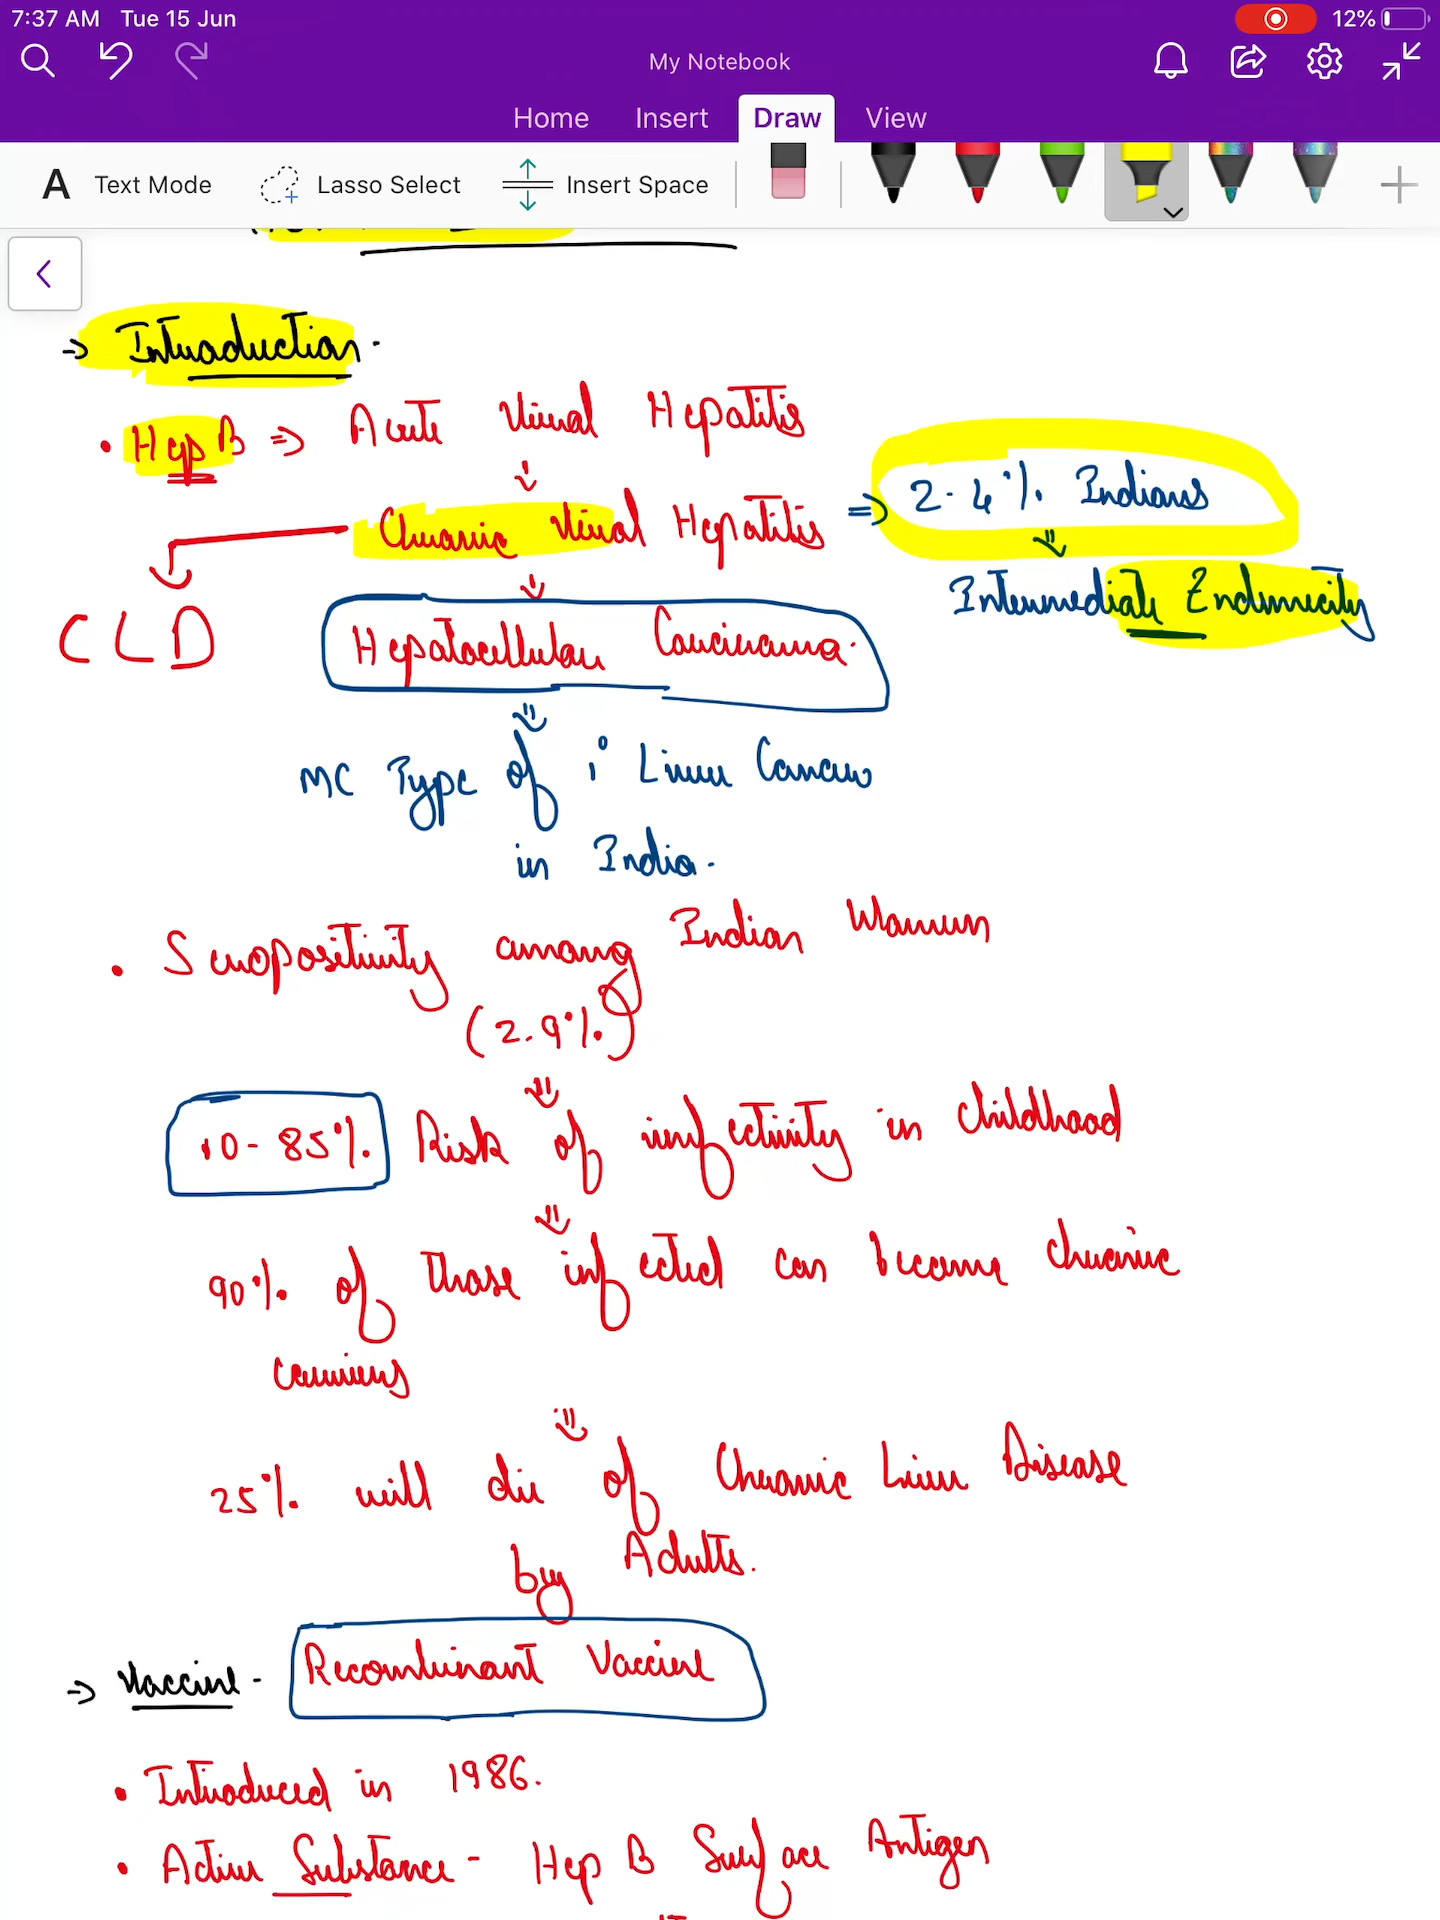 7:37 AM Tue 15 Jun
12%
My Notebook
Home Insert Draw View
A Text Mode Lasso Select Insert Space
⇒ Introduction.
• Hep B ⇒ Acute Viral Hepatitis
Chronic Viral Hepatitis ⇒ 2-4% Indians
Intermediate Endemicity
CLD
Hepatocellular Carcinoma.
MC Type of 1° Liver Cancer
in India.
• Seropositivity among Indian Women
(2.9%)
10-85% Risk of infectivity in childhood
90% of those infected can become chronic
carriers
25% will die of Chronic Liver Disease
by Adults.
⇒ Vaccine - Recombinant Vaccine
• Introduced in 1986.
• Active Substance - Hep B Surface Antigen